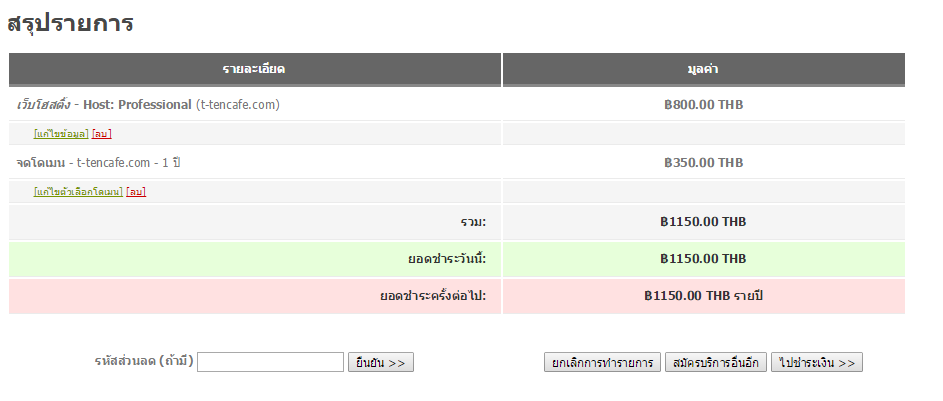 สรุปรายการ
รายละเอียด มูลค่า
เว็บโฮสติ้ง - Host: Professional (t-tencafe.com) ฿800.00 THB
[แก้ไขข้อมูล] [ลบ]
จดโดเมน - t-tencafe.com - 1 ปี ฿350.00 THB
[แก้ไขตัวเลือกโดเมน] [ลบ]
รวม: ฿1150.00 THB
ยอดชำระวันนี้: ฿1150.00 THB
ยอดชำระครั้งต่อไป: ฿1150.00 THB รายปี
รหัสส่วนลด (ถ้ามี) ยืนยัน >> ยกเลิกการทำรายการ สมัครบริการอื่นอีก ไปชำระเงิน >>